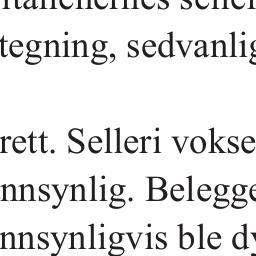 tegning, sedvanlig
rett. Selleri vokse
nnsynlig. Belegge
nnsynligvis ble dy